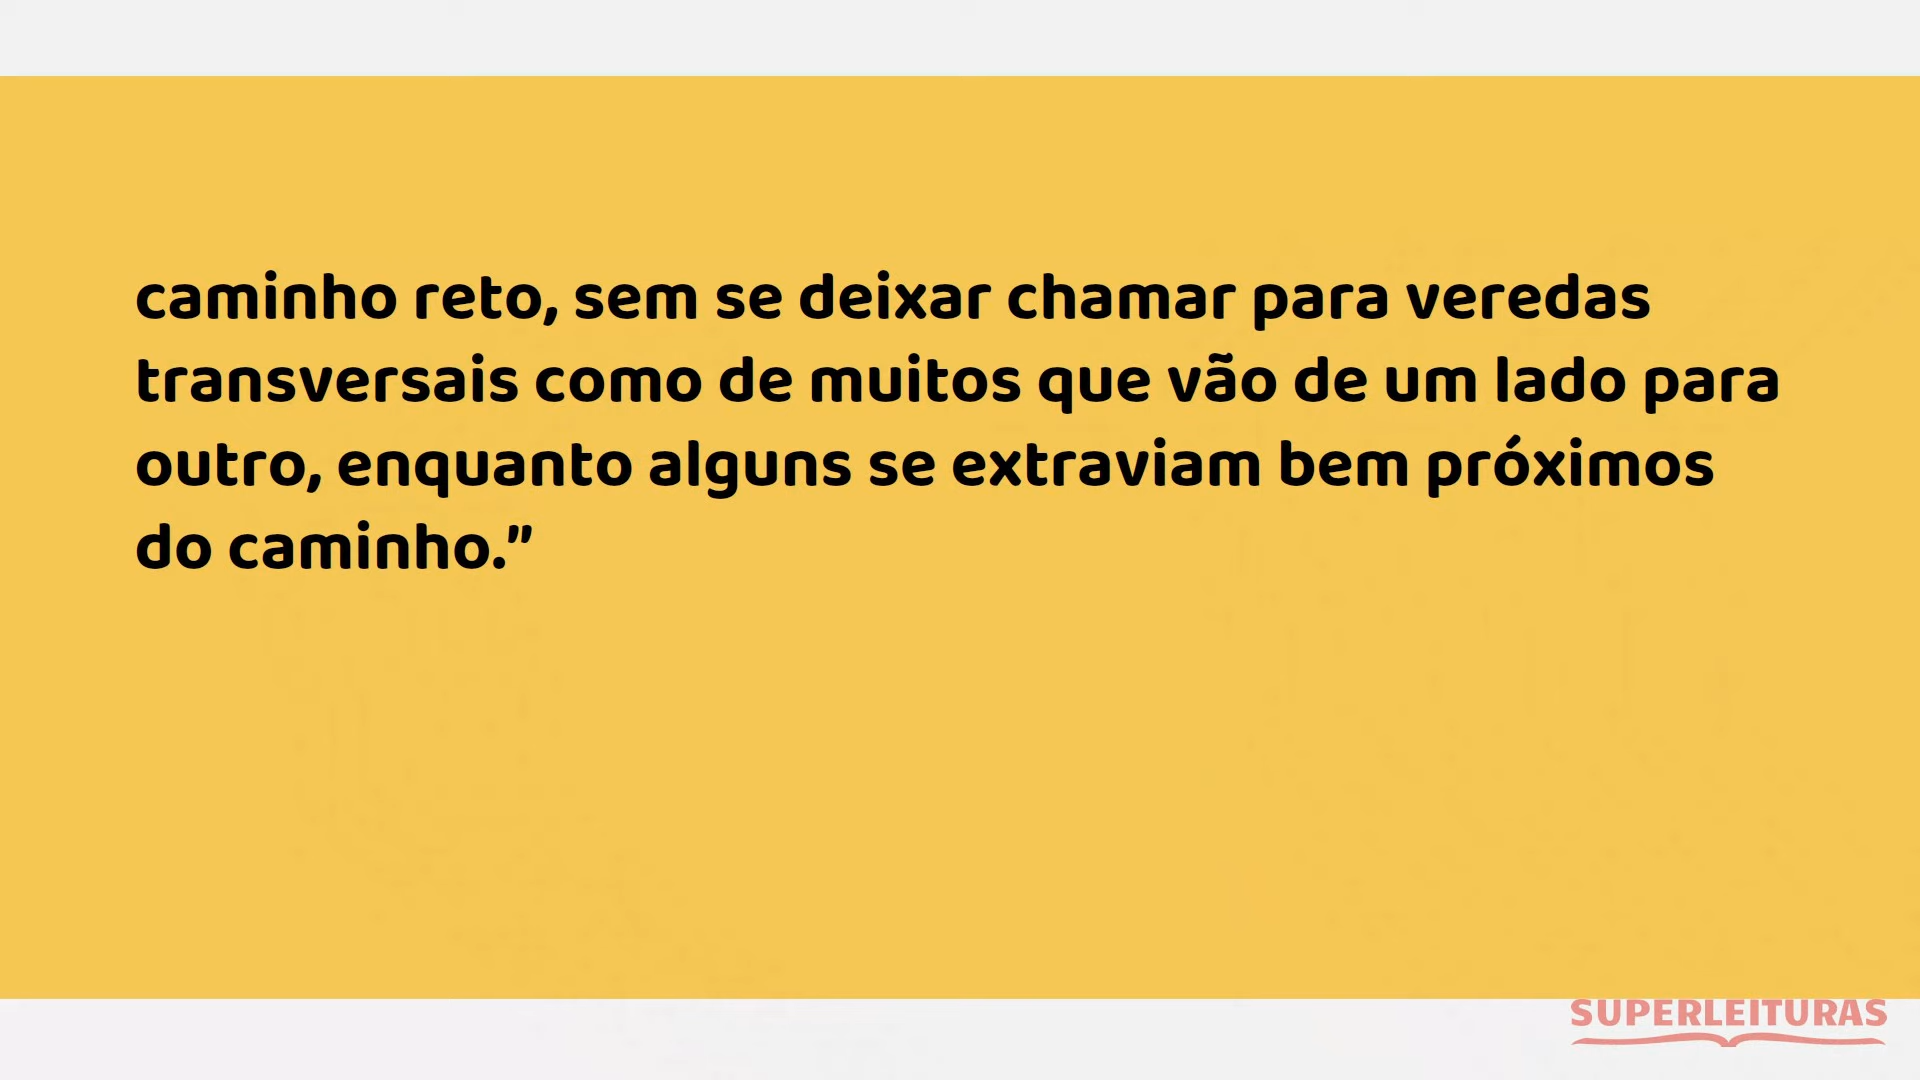 caminho reto, sem se deixar chamar para veredas
transversais como de muitos que vão de um lado para
outro, enquanto alguns se extraviam bem próximos
do caminho.”
SUPERLEITURAS